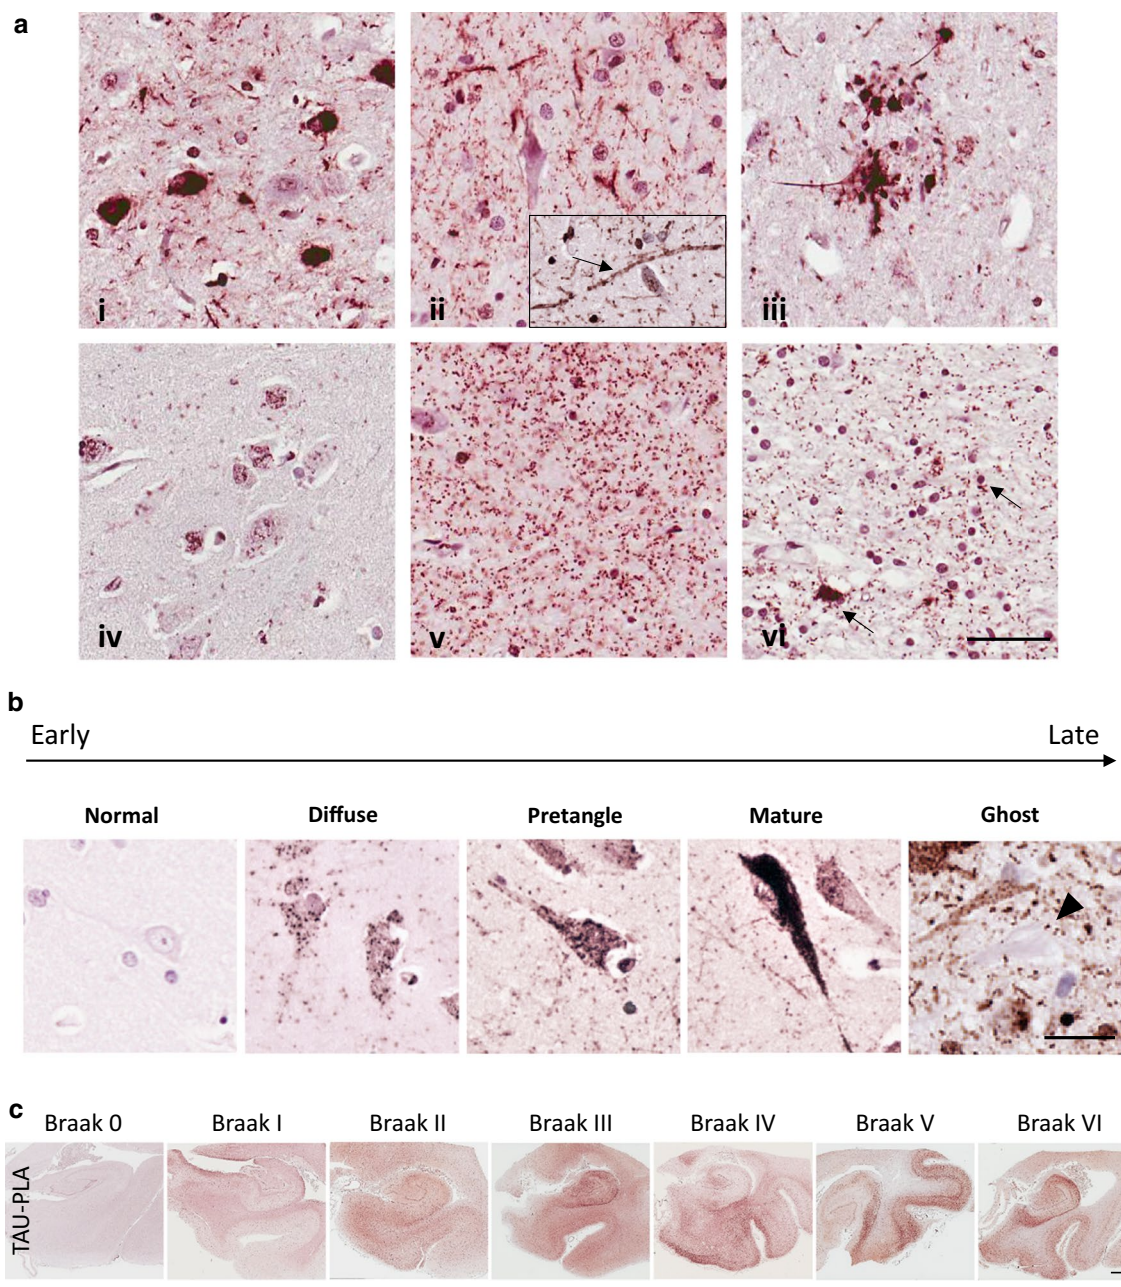 a
i
ii
iii
iv
v
vi
b
Early
Late
Normal
Diffuse
Pretangle
Mature
Ghost
c
Braak 0
Braak I
Braak II
Braak III
Braak IV
Braak V
Braak VI
TAU-PLA